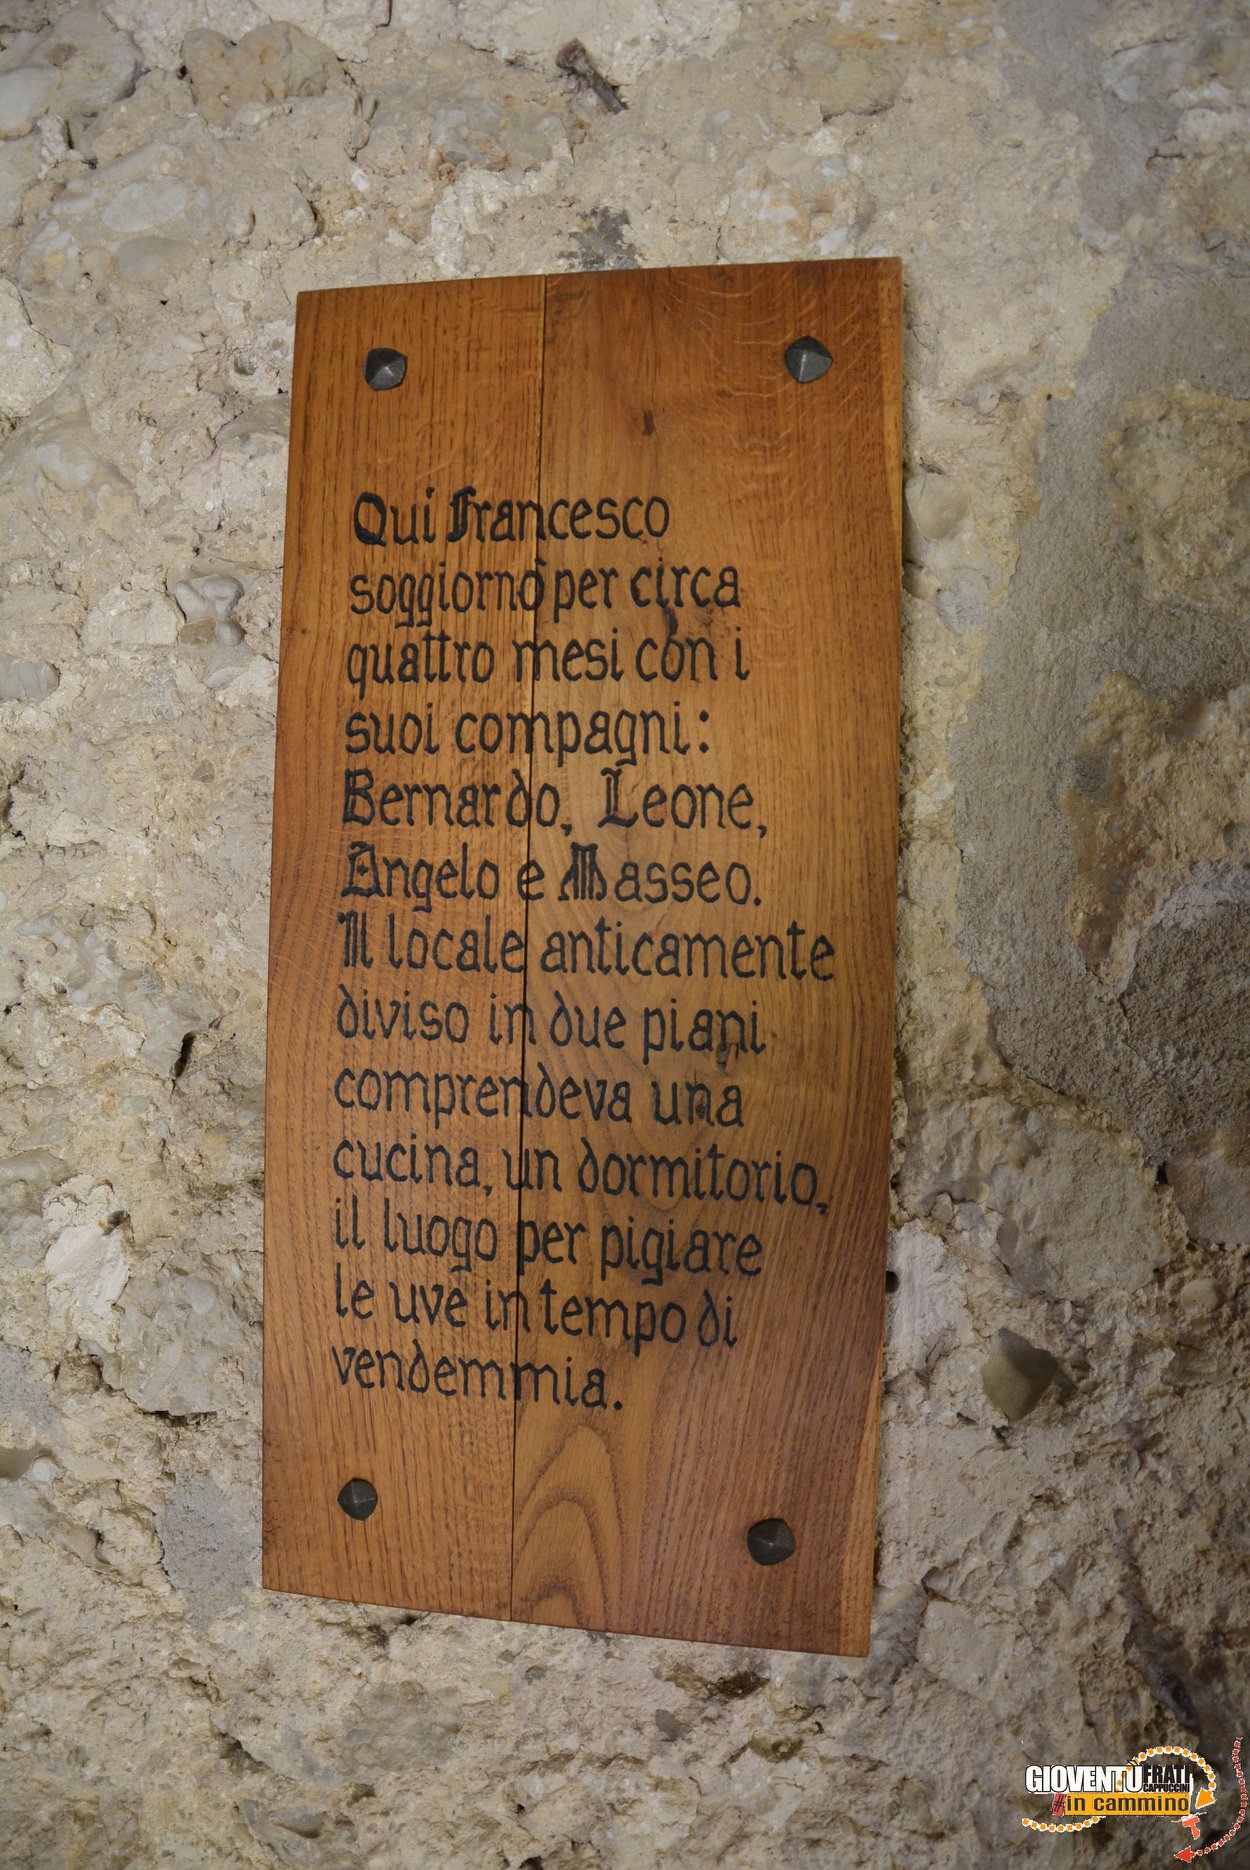 Qui Francesco
soggiornò per circa
quattro mesi con i
suoi compagni:
Bernardo, Leone,
Angelo e Masseo.
Il locale anticamente
diviso in due piani
comprendeva una
cucina, un dormitorio,
il luogo per pigiare
le uve in tempo di
vendemmia.
GIOVENTU FRATI
CAPPUCCINI
#in cammino